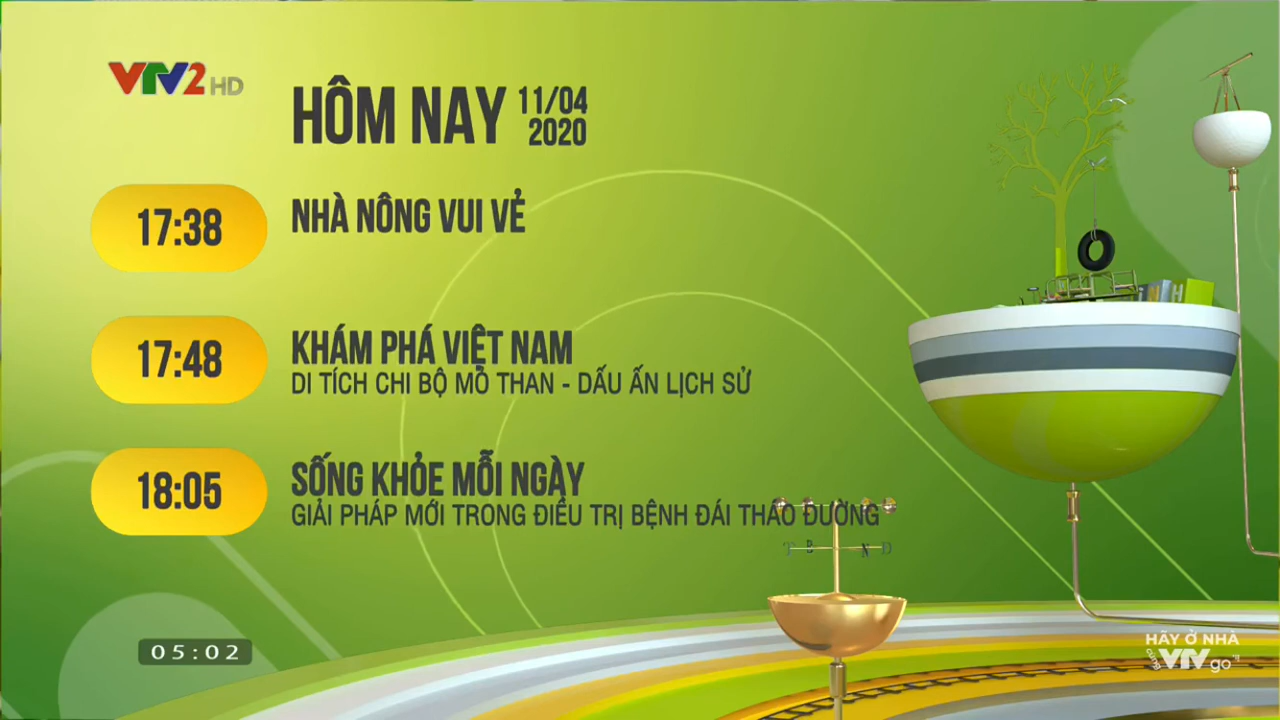 VTV2 HD
HÔM NAY
11/04
2020
17:38
NHÀ NÔNG VUI VẺ
17:48
KHÁM PHÁ VIỆT NAM
DI TÍCH CHI BỘ MỎ THAN - DẤU ẤN LỊCH SỬ
18:05
SỐNG KHỎE MỖI NGÀY
GIẢI PHÁP MỚI TRONG ĐIỀU TRỊ BỆNH ĐÁI THÁO ĐƯỜNG
05:02
HÃY Ở NHÀ
CÙNG
VTV go